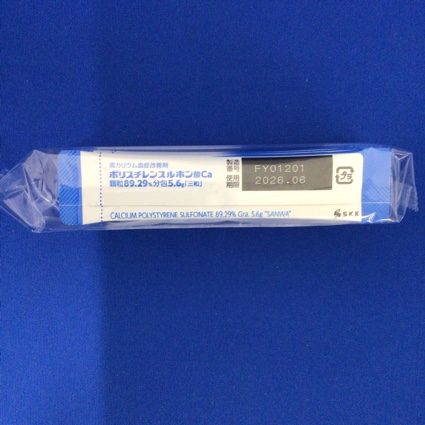 高カリウム血症改善剤
ポリスチレンスルホン酸Ca
顆粒89.29%分包5.6g「三和」
製造番号 FY01201
使用期限 2026.06
プラ
CALCIUM POLYSTYRENE SULFONATE 89.29% Gra. 5.6g "SANWA"
SKK